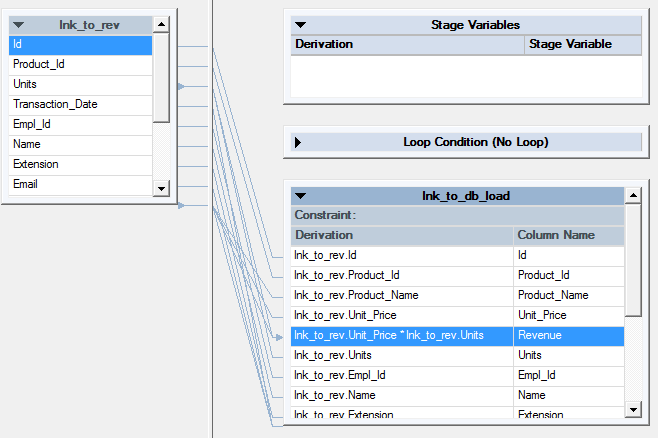 lnk_to_rev
Id
Product_Id
Units
Transaction_Date
Empl_Id
Name
Extension
Email
Stage Variables
Derivation Stage Variable
Loop Condition (No Loop)
lnk_to_db_load
Constraint:
Derivation Column Name
lnk_to_rev.Id Id
lnk_to_rev.Product_Id Product_Id
lnk_to_rev.Product_Name Product_Name
lnk_to_rev.Unit_Price Unit_Price
lnk_to_rev.Unit_Price * lnk_to_rev.Units Revenue
lnk_to_rev.Units Units
lnk_to_rev.Empl_Id Empl_Id
lnk_to_rev.Name Name
lnk_to_rev.Extension Extension